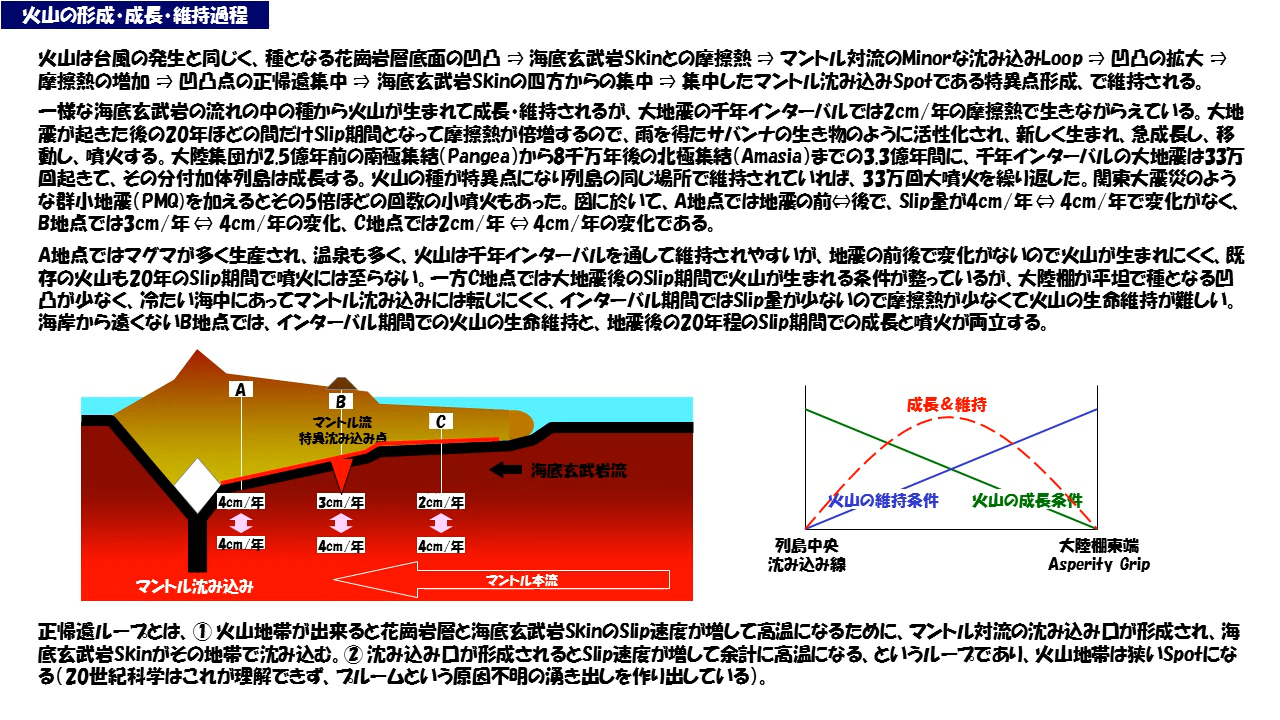 火山の形成・成長・維持過程
火山は台風の発生と同じく、種となる花崗岩層底面の凹凸 ⇒ 海底玄武岩Skinとの摩擦熱 ⇒ マントル対流のMinorな沈み込みLoop ⇒ 凹凸の拡大 ⇒
摩擦熱の増加 ⇒ 凹凸点の正帰還集中 ⇒ 海底玄武岩Skinの四方からの集中 ⇒ 集中したマントル沈み込みSpotである特異点形成、で維持される。
一様な海底玄武岩の流れの中の種から火山が生まれて成長・維持されるが、大地震の千年インターバルでは2cm/年の摩擦熱で生きながらえている。大地
震が起きた後の20年ほどの間だけSlip期間となって摩擦熱が倍増するので、雨を得たサバンナの生き物のように活性化され、新しく生まれ、急成長し、移
動し、噴火する。大陸集団が2.5億年前の南極集結(Pangea)から8千万年後の北極集結(Amasia)までの3.3億年間に、千年インターバルの大地震は33万
回起きて、その分付加体列島は成長する。火山の種が特異点になり列島の同じ場所で維持されていれば、33万回大噴火を繰り返した。関東大震災のよう
な群小地震(PMQ)を加えるとその5倍ほどの回数の小噴火もあった。図に於いて、A地点では地震の前⇔後で、Slip量が4cm/年 ⇔ 4cm/年で変化がなく、
B地点では3cm/年 ⇔ 4cm/年の変化、C地点では2cm/年 ⇔ 4cm/年の変化である。
A地点ではマグマが多く生産され、温泉も多く、火山は千年インターバルを通して維持されやすいが、地震の前後で変化がないので火山が生まれにくく、既
存の火山も20年のSlip期間で噴火には至らない。一方C地点では大地震後のSlip期間で火山が生まれる条件が整っているが、大陸棚が平坦で種となる凹
凸が少なく、冷たい海中にあってマントル沈み込みには転じにくく、インターバル期間ではSlip量が少ないので摩擦熱が少なくて火山の生命維持が難しい。
海岸から遠くないB地点では、インターバル期間での火山の生命維持と、地震後の20年程のSlip期間での成長と噴火が両立する。
A
B
C
マントル流
特異沈み込み点
海底玄武岩流
4cm/年
3cm/年
2cm/年
4cm/年
4cm/年
4cm/年
マントル沈み込み
マントル本流
成長&維持
火山の維持条件
火山の成長条件
列島中央
沈み込み線
大陸棚東端
Asperity Grip
正帰還ループとは、① 火山地帯が出来ると花崗岩層と海底玄武岩SkinのSlip速度が増して高温になるために、マントル対流の沈み込み口が形成され、海
底玄武岩Skinがその地帯で沈み込む。② 沈み込み口が形成されるとSlip速度が増して余計に高温になる、というループであり、火山地帯は狭いSpotにな
る(20世紀科学はこれが理解できず、プルームという原因不明の湧き出しを作り出している)。